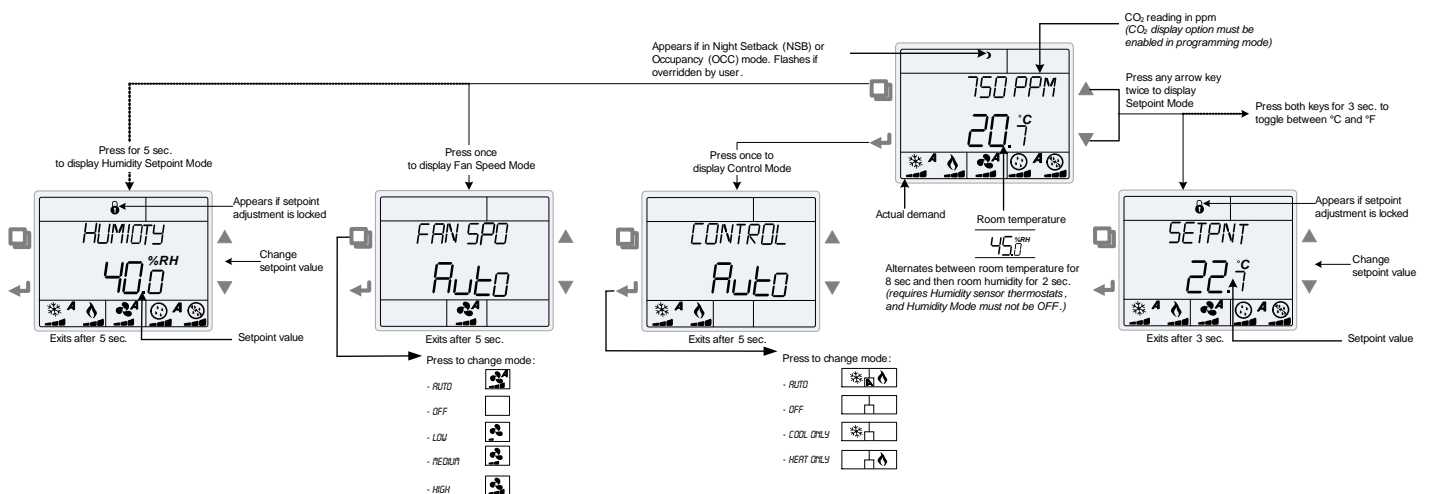 CO₂ reading in ppm
(CO₂ display option must be
enabled in programming mode)
Appears if in Night Setback (NSB) or
Occupancy (OCC) mode. Flashes if
overridden by user.
750 PPM
20.7 °C
A
A
Press any arrow key
twice to display
Setpoint Mode
Press both keys for 3 sec. to
toggle between °C and °F
Actual demand
Room temperature
45.0 %RH
Alternates between room temperature for
8 sec and then room humidity for 2 sec.
(requires Humidity sensor thermostats,
and Humidity Mode must not be OFF.)
Press for 5 sec.
to display Humidity Setpoint Mode
Appears if setpoint
adjustment is locked
HUMIDTY
40.0 %RH
A
A
A
Change
setpoint value
Exits after 5 sec.
Setpoint value
Press once
to display Fan Speed Mode
FAN SPD
Auto
A
Exits after 5 sec.
Press to change mode:
- AUTO
A
- OFF
- LOW
- MEDIUM
- HIGH
Press once to
display Control Mode
CONTROL
Auto
A
Exits after 5 sec.
Press to change mode:
- AUTO
A
- OFF
- COOL ONLY
- HEAT ONLY
Appears if setpoint
adjustment is locked
SETPNT
22.7 °C
A
A
A
Change
setpoint value
Exits after 3 sec.
Setpoint value